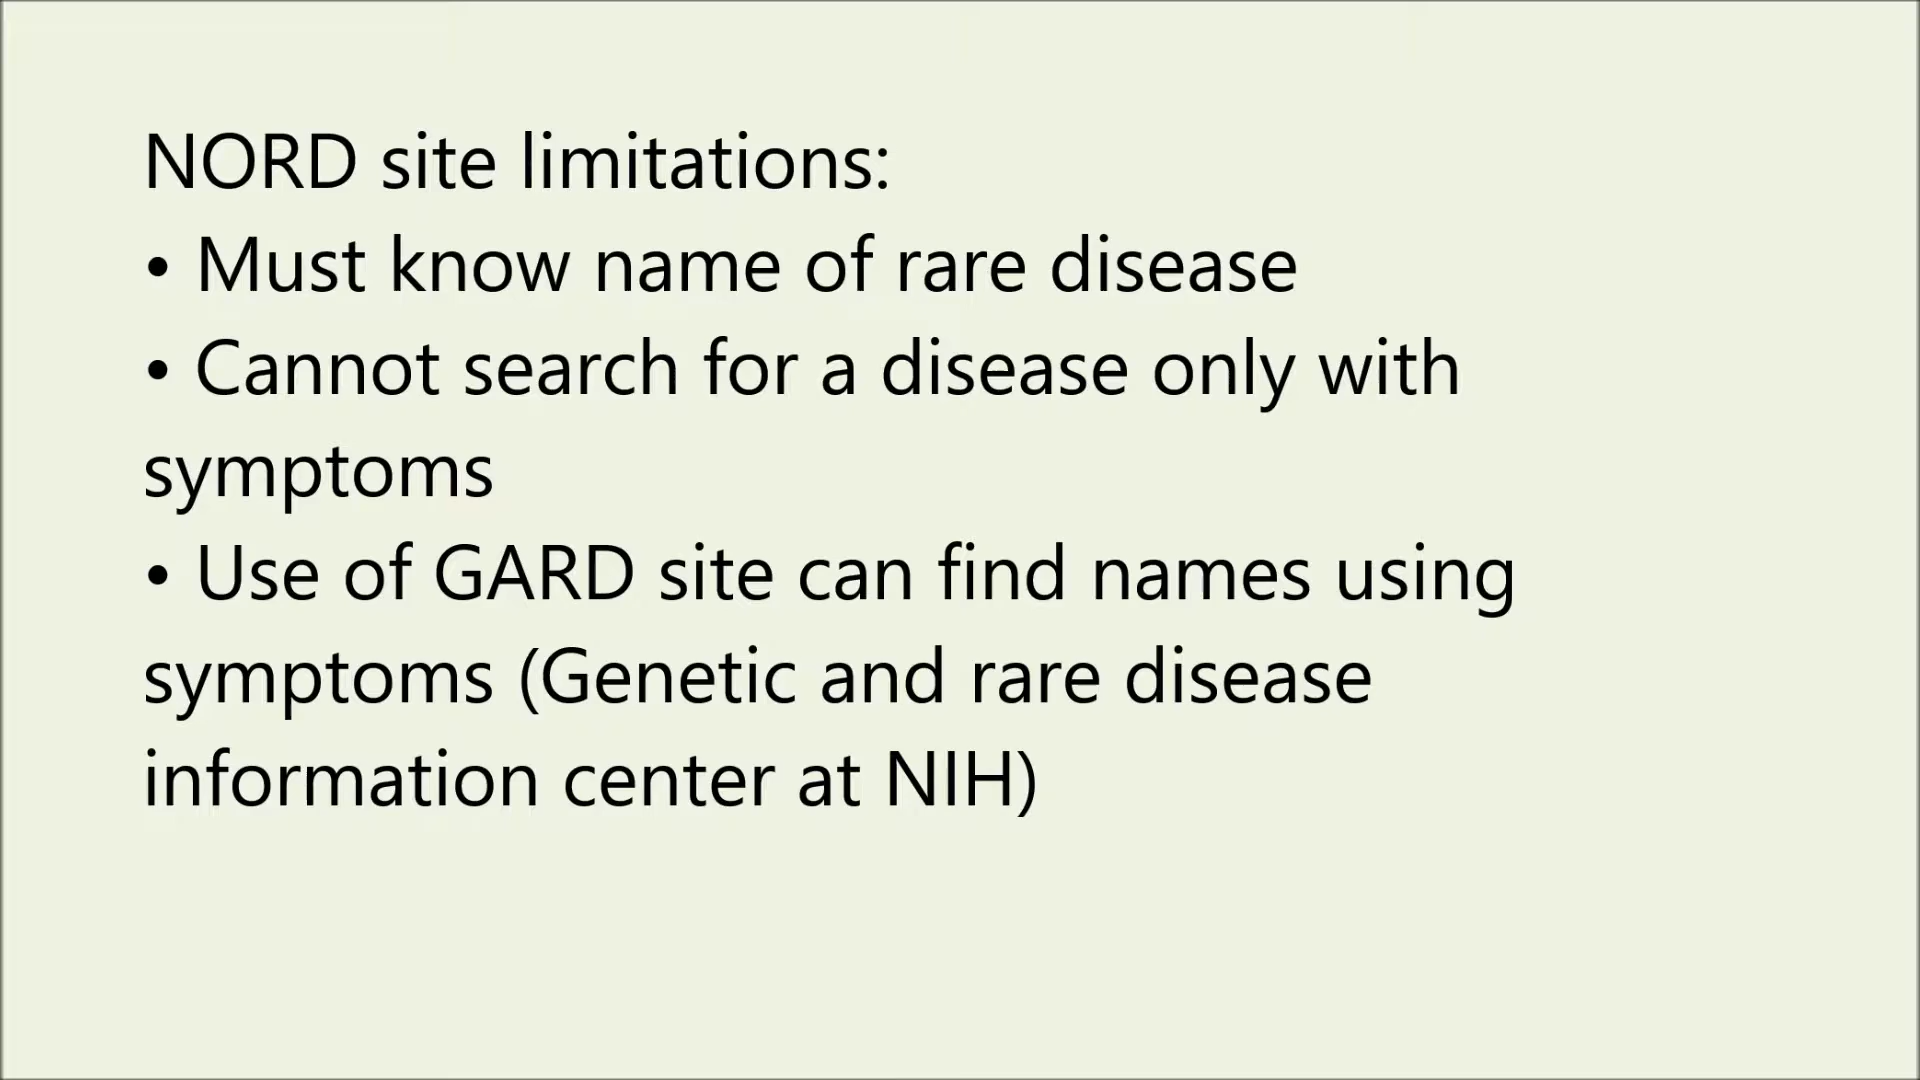 NORD site limitations:
• Must know name of rare disease
• Cannot search for a disease only with
symptoms
• Use of GARD site can find names using
symptoms (Genetic and rare disease
information center at NIH)